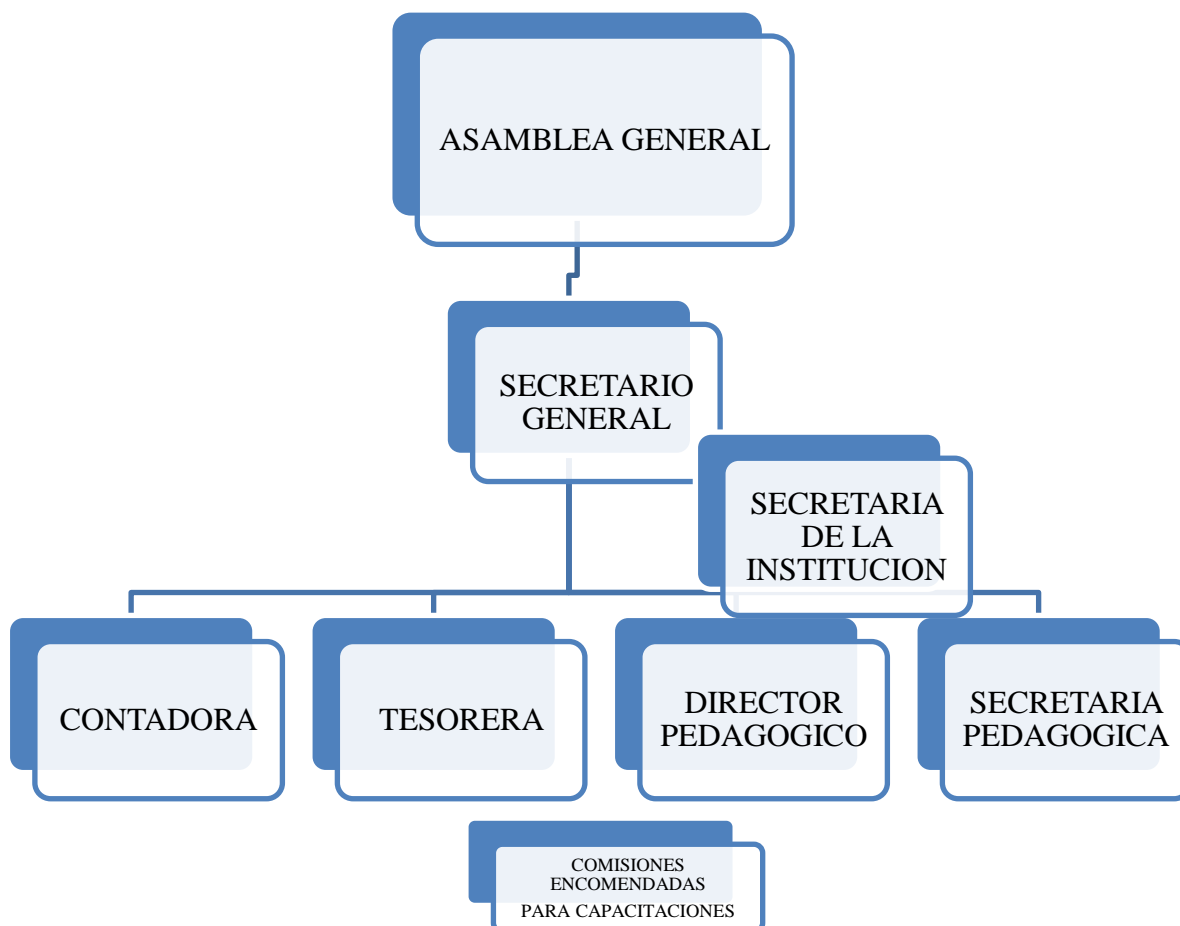 ASAMBLEA GENERAL
SECRETARIO
GENERAL
SECRETARIA
DE LA
INSTITUCION
CONTADORA
TESORERA
DIRECTOR
PEDAGOGICO
SECRETARIA
PEDAGOGICA
COMISIONES
ENCOMENDADAS
PARA CAPACITACIONES